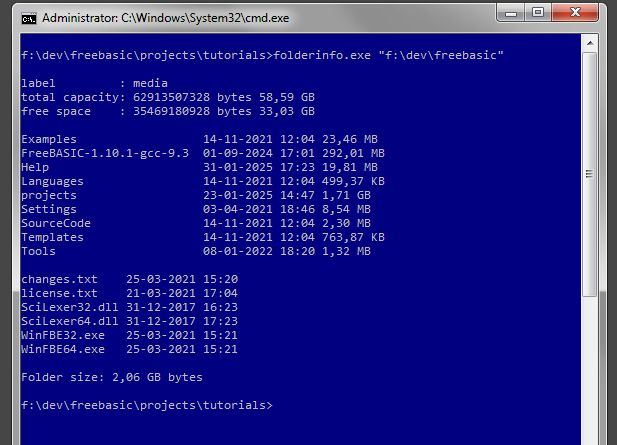 Administrator: C:\Windows\System32\cmd.exe
f:\dev\freebasic\projects\tutorials>folderinfo.exe "f:\dev\freebasic"
label : media
total capacity: 62913507328 bytes 58,59 GB
free space : 35469180928 bytes 33,03 GB
Examples 14-11-2021 12:04 23,46 MB
FreeBASIC-1.10.1-gcc-9.3 01-09-2024 17:01 292,01 MB
Help 31-01-2025 17:23 19,81 MB
Languages 14-11-2021 12:04 499,37 KB
projects 23-01-2025 14:47 1,71 GB
Settings 03-04-2021 18:46 8,54 MB
SourceCode 14-11-2021 12:04 2,30 MB
Templates 14-11-2021 12:04 763,87 KB
Tools 08-01-2022 18:20 1,32 MB
changes.txt 25-03-2021 15:20
license.txt 21-03-2021 17:04
SciLexer32.dll 31-12-2017 16:23
SciLexer64.dll 31-12-2017 17:23
WinFBE32.exe 25-03-2021 15:21
WinFBE64.exe 25-03-2021 15:21
Folder size: 2,06 GB bytes
f:\dev\freebasic\projects\tutorials>